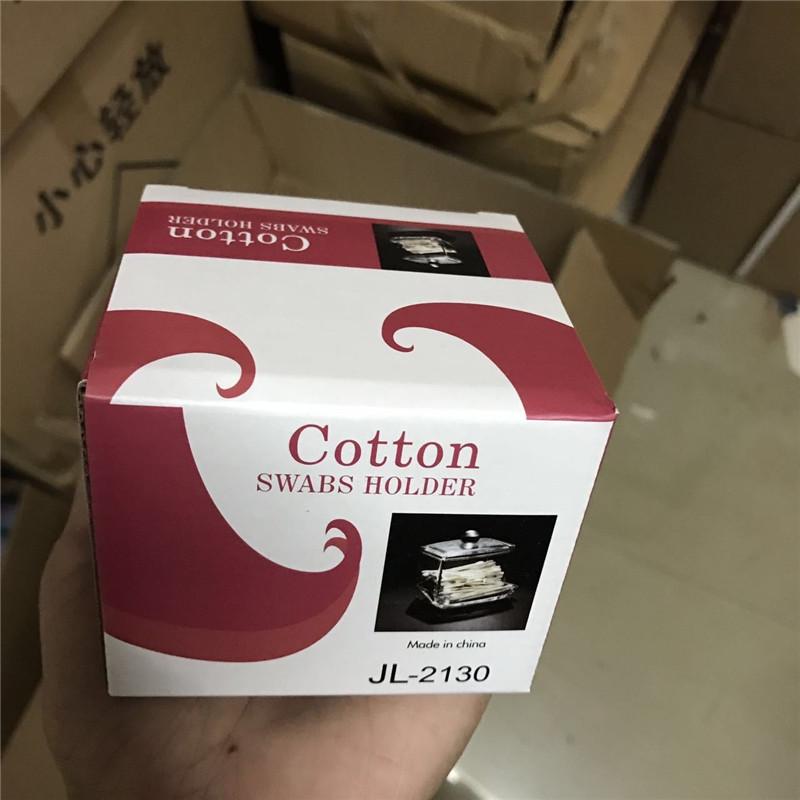 小心轻放
Cotton
SWABS HOLDER
Cotton
SWABS HOLDER
Made in china
JL-2130